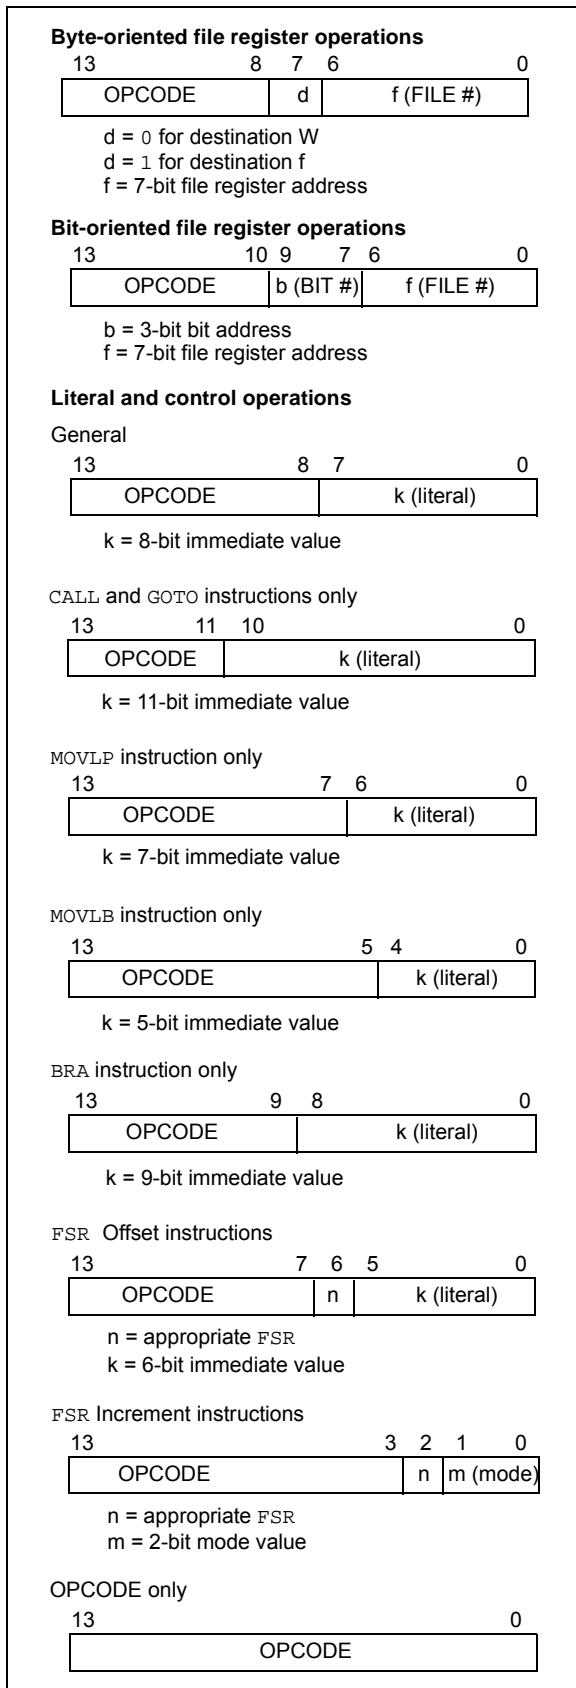 Byte-oriented file register operations
13 8 7 6 0
OPCODE d f (FILE #)
d = 0 for destination W
d = 1 for destination f
f = 7-bit file register address
Bit-oriented file register operations
13 10 9 7 6 0
OPCODE b (BIT #) f (FILE #)
b = 3-bit bit address
f = 7-bit file register address
Literal and control operations
General
13 8 7 0
OPCODE k (literal)
k = 8-bit immediate value
CALL and GOTO instructions only
13 11 10 0
OPCODE k (literal)
k = 11-bit immediate value
MOVLP instruction only
13 7 6 0
OPCODE k (literal)
k = 7-bit immediate value
MOVLB instruction only
13 5 4 0
OPCODE k (literal)
k = 5-bit immediate value
BRA instruction only
13 9 8 0
OPCODE k (literal)
k = 9-bit immediate value
FSR Offset instructions
13 7 6 5 0
OPCODE n k (literal)
n = appropriate FSR
k = 6-bit immediate value
FSR Increment instructions
13 3 2 1 0
OPCODE n m (mode)
n = appropriate FSR
m = 2-bit mode value
OPCODE only
13 0
OPCODE